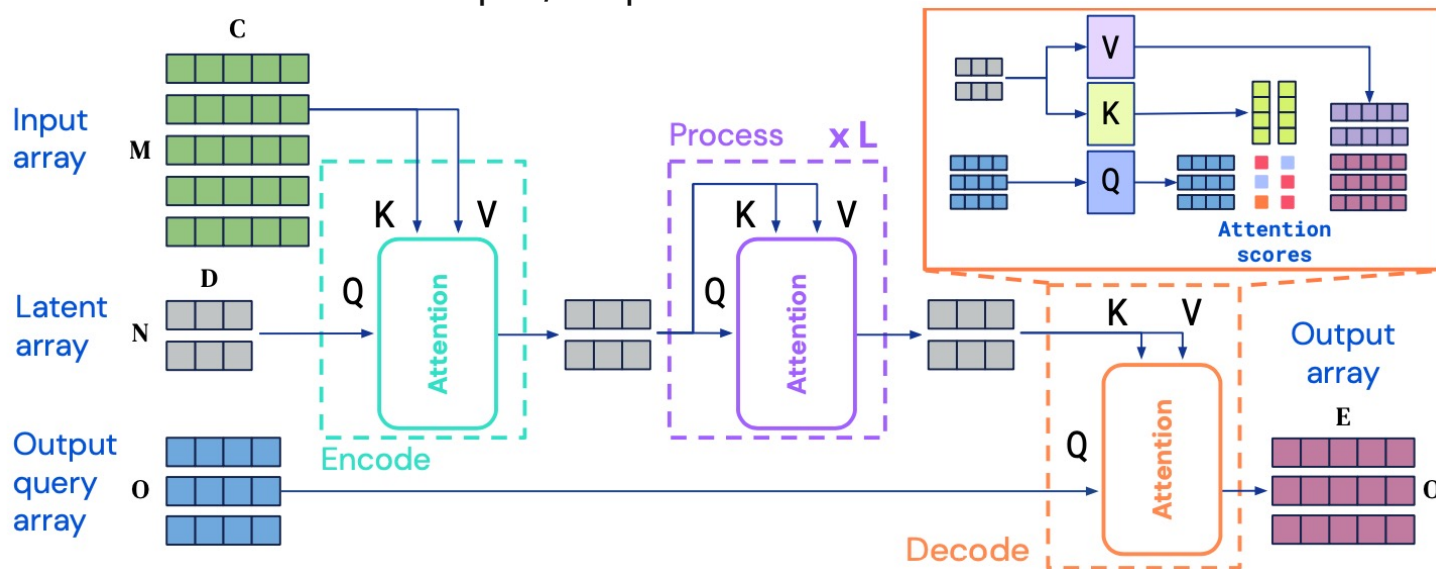 C
Input
array
M
D
Latent
array
N
Output
query
array
O
K
V
Q
Attention
Encode
Process
x L
K
V
Q
Attention
V
K
Q
Attention
scores
K
V
Q
Attention
Decode
Output
array
E
O